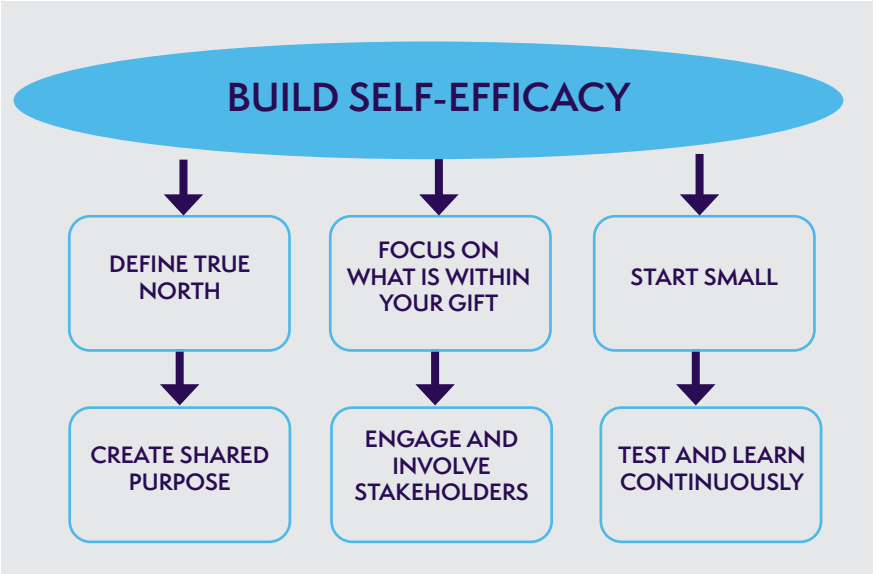 BUILD SELF-EFFICACY
DEFINE TRUE
NORTH
FOCUS ON
WHAT IS WITHIN
YOUR GIFT
START SMALL
CREATE SHARED
PURPOSE
ENGAGE AND
INVOLVE
STAKEHOLDERS
TEST AND LEARN
CONTINUOUSLY